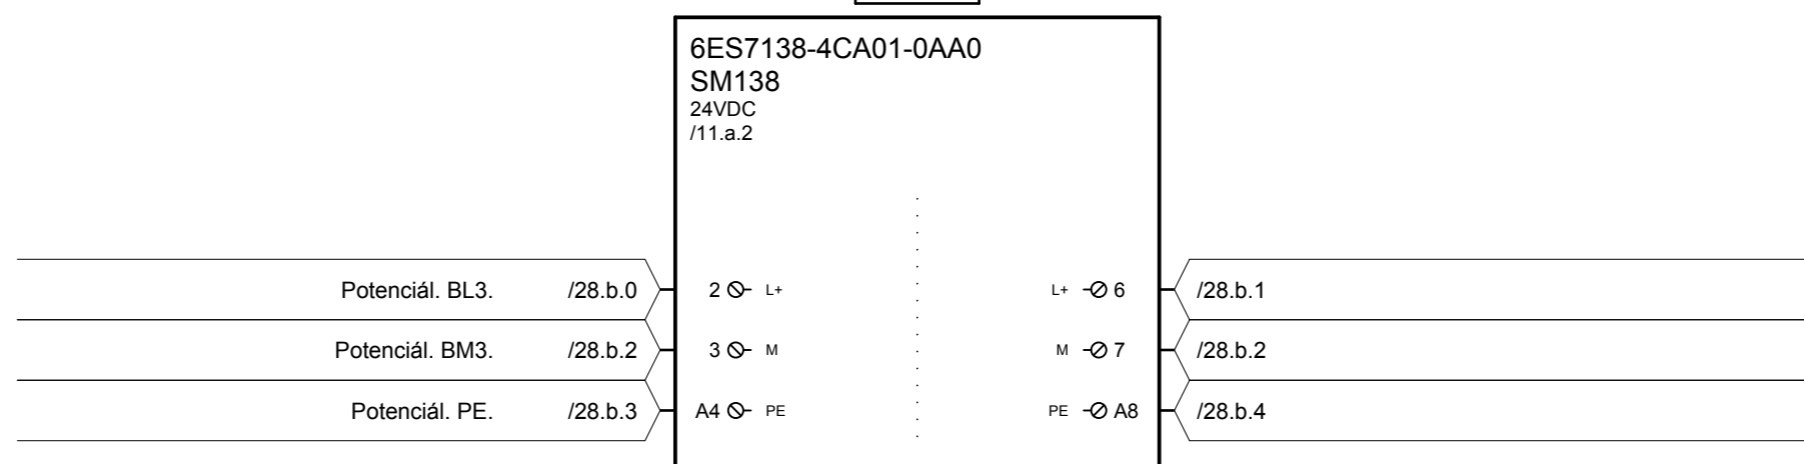 6ES7138-4CA01-0AA0
SM138
24VDC
/11.a.2
Potenciál. BL3. /28.b.0 2 L+ L+ 6 /28.b.1
Potenciál. BM3. /28.b.2 3 M M 7 /28.b.2
Potenciál. PE. /28.b.3 A4 PE PE A8 /28.b.4